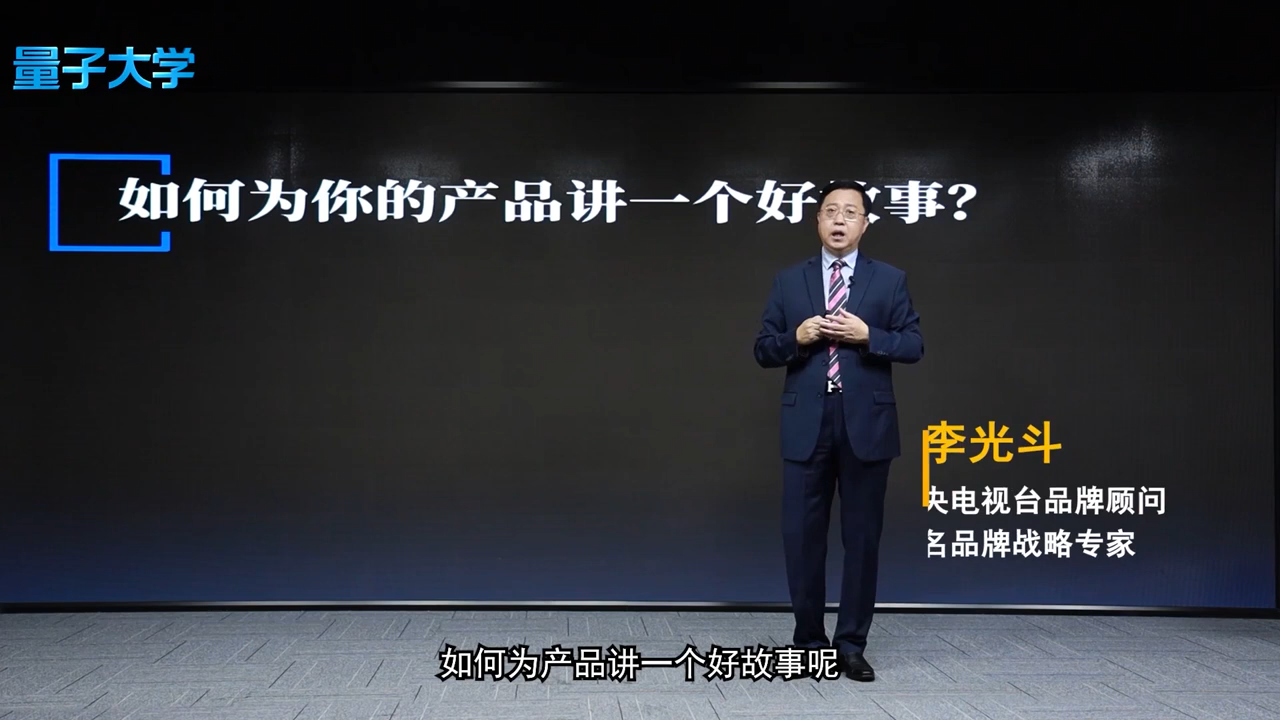 量子大学
如何为你的产品讲一个好故事?
李光斗
央电视台品牌顾问
名品牌战略专家
如何为产品讲一个好故事呢